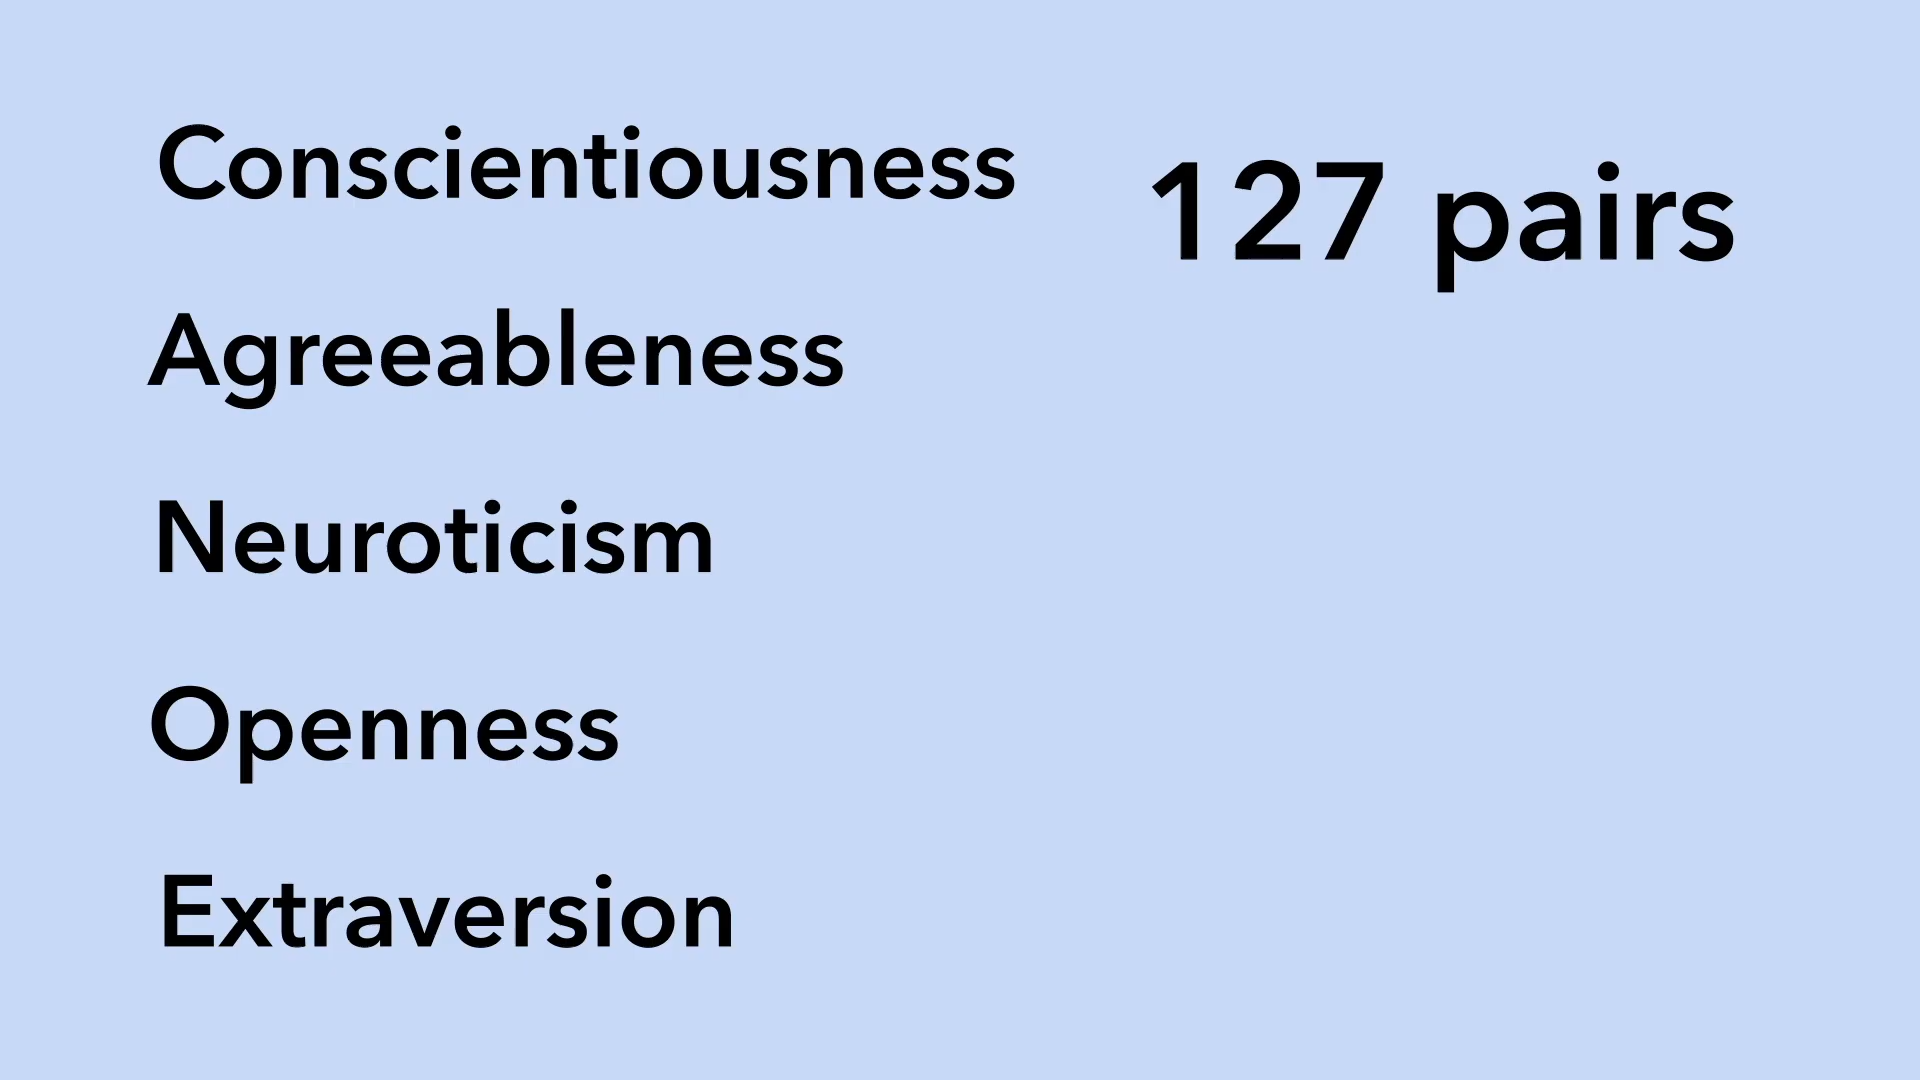 Conscientiousness
127 pairs
Agreeableness
Neuroticism
Openness
Extraversion